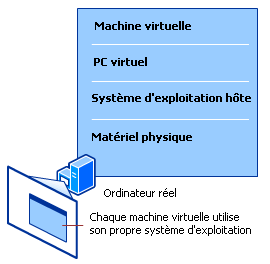 Machine virtuelle
PC virtuel
Système d'exploitation hôte
Matériel physique
Ordinateur réel
Chaque machine virtuelle utilise
son propre système d'exploitation